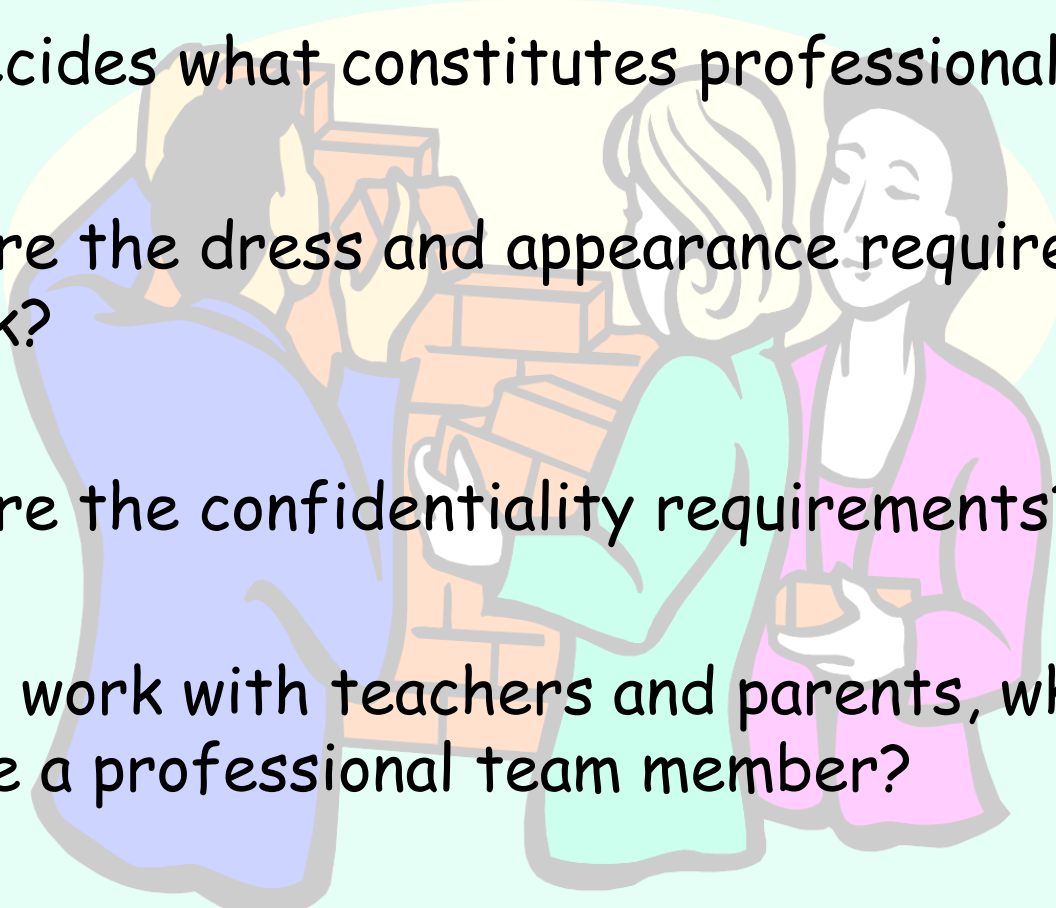 cides what constitutes professional
re the dress and appearance require
k?
re the confidentiality requirements?
work with teachers and parents, wh
e a professional team member?